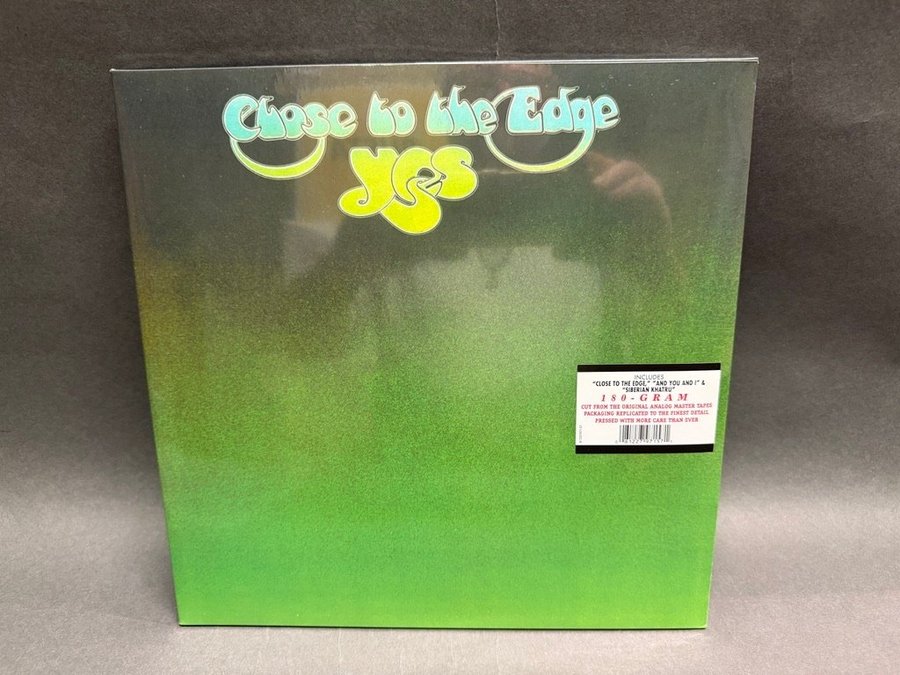 Close to the Edge
yes
INCLUDES
"CLOSE TO THE EDGE," "AND YOU AND I" &
"SIBERIAN KHATRU"
180-GRAM
CUT FROM THE ORIGINAL ANALOG MASTER TAPES
PACKAGING REPLICATED TO THE FINEST DETAIL
PRESSED WITH MORE CARE THAN EVER